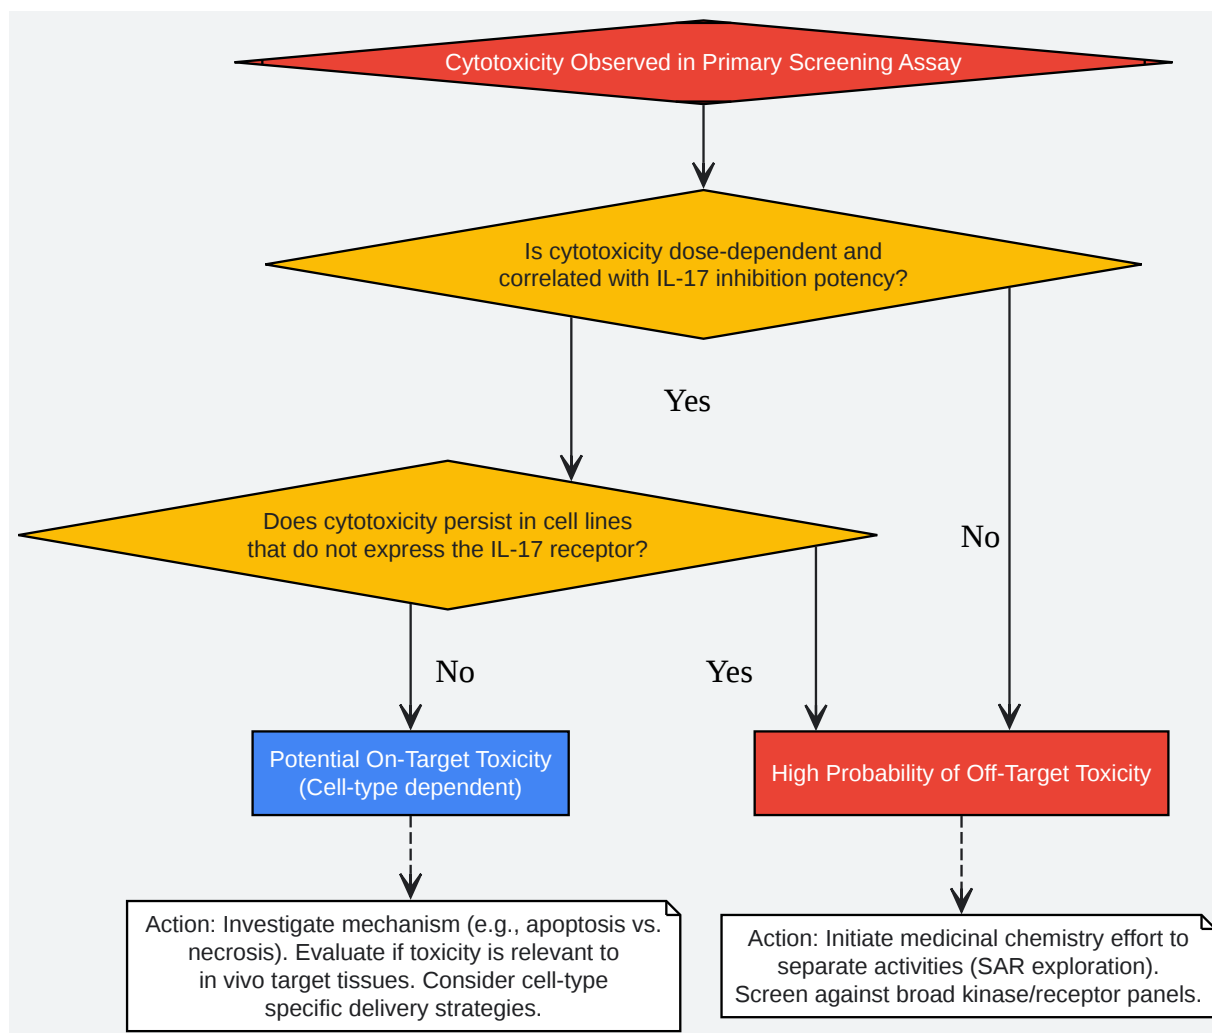 Cytotoxicity Observed in Primary Screening Assay
Is cytotoxicity dose-dependent and
correlated with IL-17 inhibition potency?
Yes
Does cytotoxicity persist in cell lines
that do not express the IL-17 receptor?
No
No
Yes
Potential On-Target Toxicity
(Cell-type dependent)
High Probability of Off-Target Toxicity
Action: Investigate mechanism (e.g., apoptosis vs.
necrosis). Evaluate if toxicity is relevant to
in vivo target tissues. Consider cell-type
specific delivery strategies.
Action: Initiate medicinal chemistry effort to
separate activities (SAR exploration).
Screen against broad kinase/receptor panels.